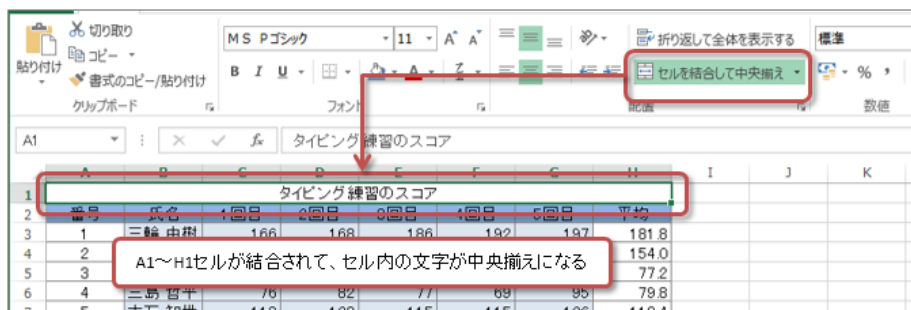 切り取り
コピー
貼り付け
書式のコピー/貼り付け
クリップボード
ＭＳ Ｐゴシック
11
A A
B I U
フォント
折り返して全体を表示する
セルを結合して中央揃え
配置
標準
% ,
数値
A1
fx
タイピング練習のスコア
A B C D E F G H I J K
1 タイピング練習のスコア
2 番号 氏名 1回目 2回目 3回目 4回目 5回目 平均
3 1 三輪 由樹 166 168 186 192 197 181.8
4 2 154.0
5 3 77.2
A1～H1セルが結合されて、セル内の文字が中央揃えになる
6 4 三島 哲平 76 82 77 69 95 79.8